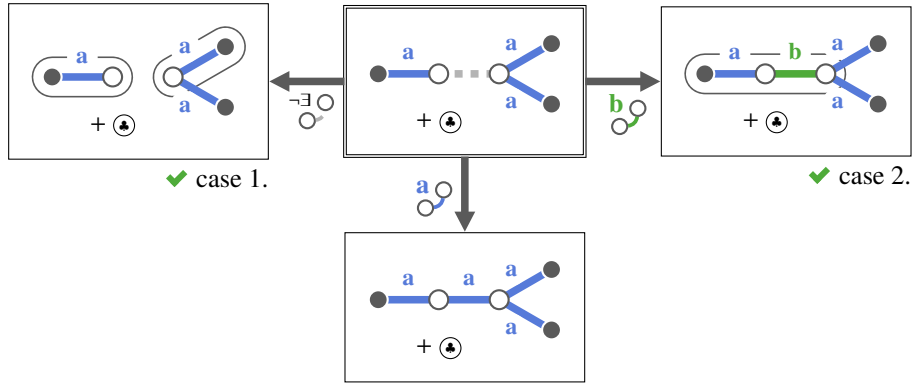 a a a
+ ♣
✔ case 1.
¬∃
a a a
+ ♣
b
a b a a
+ ♣
✔ case 2.
a
a a a a
+ ♣